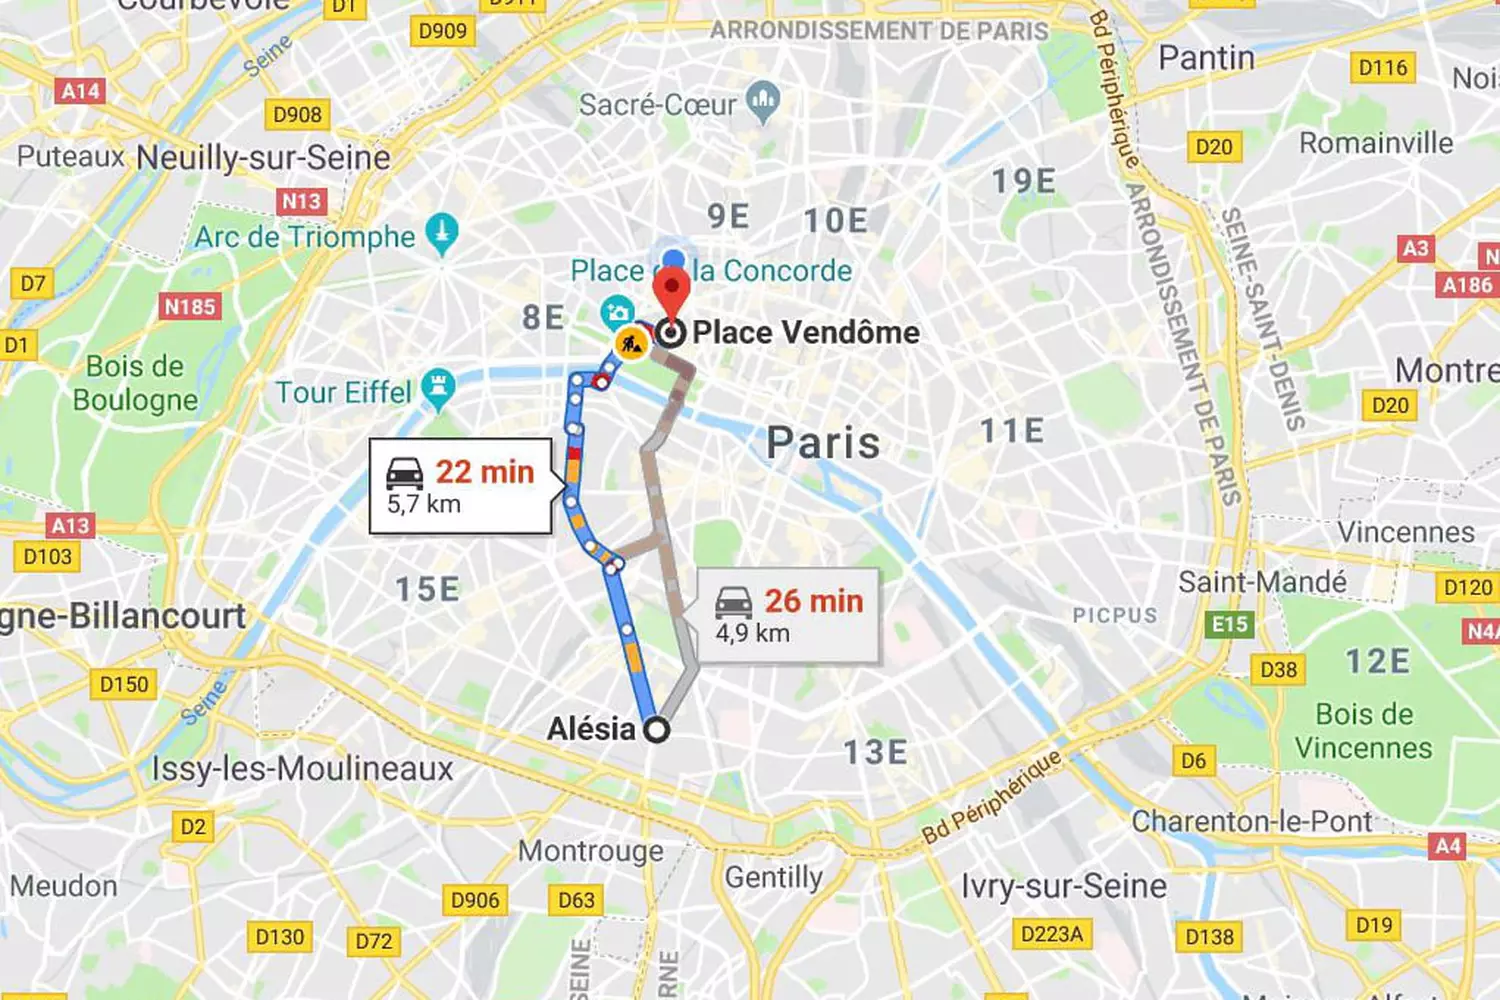 Courbevoie
D1
D909
D911
ARRONDISSEMENT DE PARIS
Bd Périphérique
Pantin
D116
Seine
A14
D908
Sacré-Cœur
D20
Romainville
Puteaux
Neuilly-sur-Seine
N13
19E
9E
10E
Arc de Triomphe
ARRONDISSEMENT DE PARIS
SEINE-SAINT-DENIS
A3
D7
N185
Place de la Concorde
A186
8E
Place Vendôme
D1
Bois de
Boulogne
Tour Eiffel
Montre
D20
Paris
11E
22 min
5,7 km
A13
D103
Vincennes
15E
Saint-Mandé
D120
gne-Billancourt
26 min
4,9 km
PICPUS
E15
N4A
D150
12E
D38
Seine
Alésia
Bois de
Vincennes
13E
D6
Issy-les-Moulineaux
Bd Périphérique
D2
Charenton-le-Pont
A4
Montrouge
Gentilly
Meudon
Ivry-sur-Seine
D906
D63
D130
D72
D223A
D138
D19
SEINE
RNE